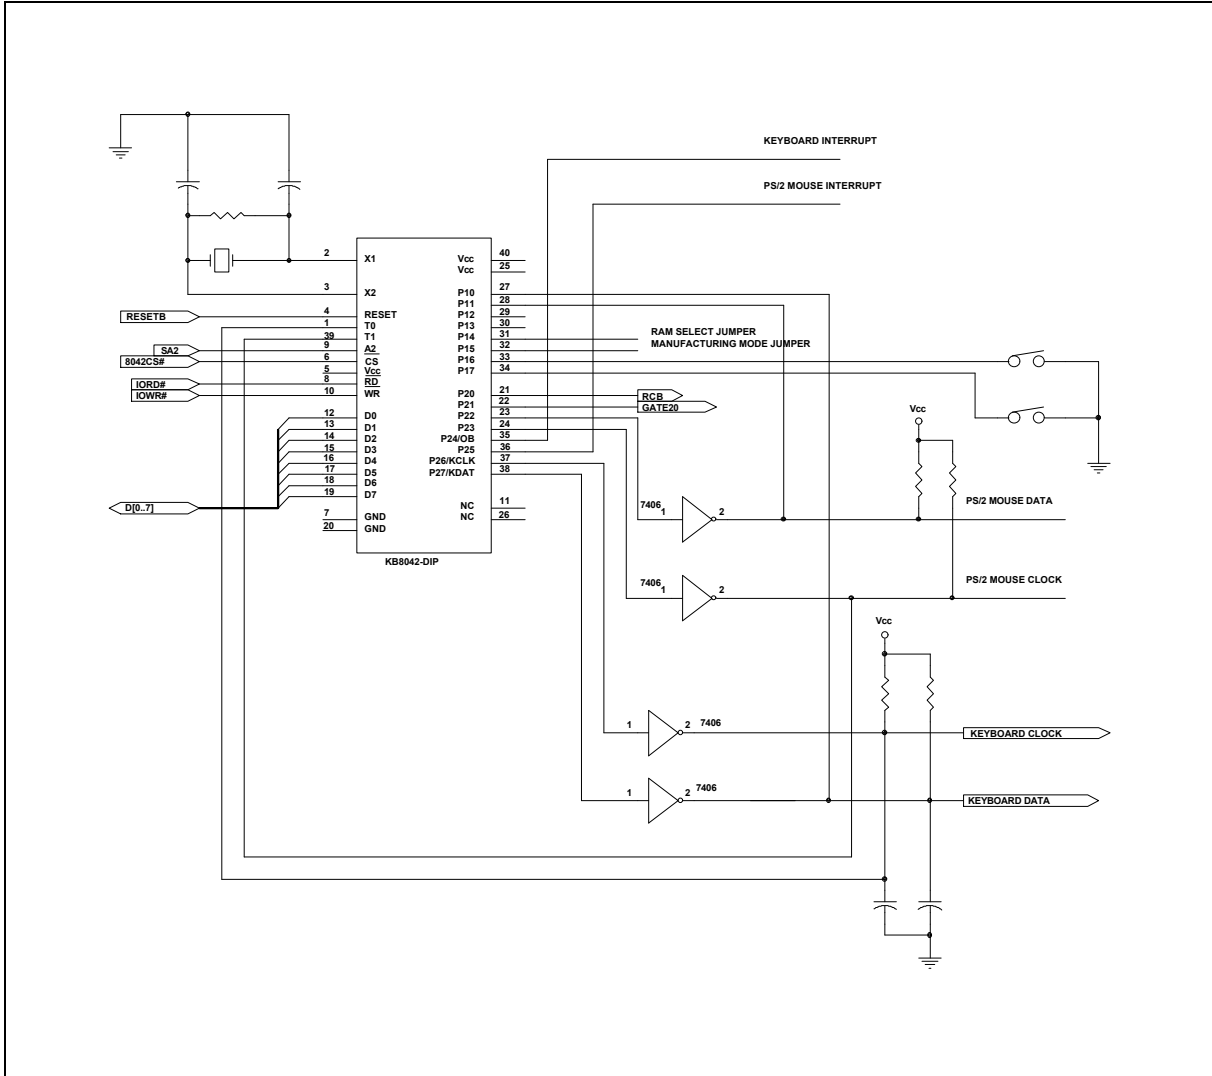 KEYBOARD INTERRUPT
PS/2 MOUSE INTERRUPT
2 X1 Vcc 40
Vcc 25
3 X2 P10 27
P11 28
RESETB 4 RESET P12 29
1 T0 P13 30
39 T1 P14 31 RAM SELECT JUMPER
SA2 9 A2 P15 32 MANUFACTURING MODE JUMPER
8042CS# 6 CS P16 33
5 Vcc P17 34
IORD# 8 RD
IOWR# 10 WR P20 21 RCB
P21 22 GATE20
12 D0 P22 23 Vcc
13 D1 P23 24
14 D2 P24/OB 35
15 D3 P25 36
16 D4 P26/KCLK 37
17 D5 P27/KDAT 38
18 D6
19 D7
D[0..7] NC 11 7406 1 2 PS/2 MOUSE DATA
7 GND NC 26
20 GND
KB8042-DIP
7406 1 2 PS/2 MOUSE CLOCK
Vcc
1 2 7406 KEYBOARD CLOCK
1 2 7406 KEYBOARD DATA